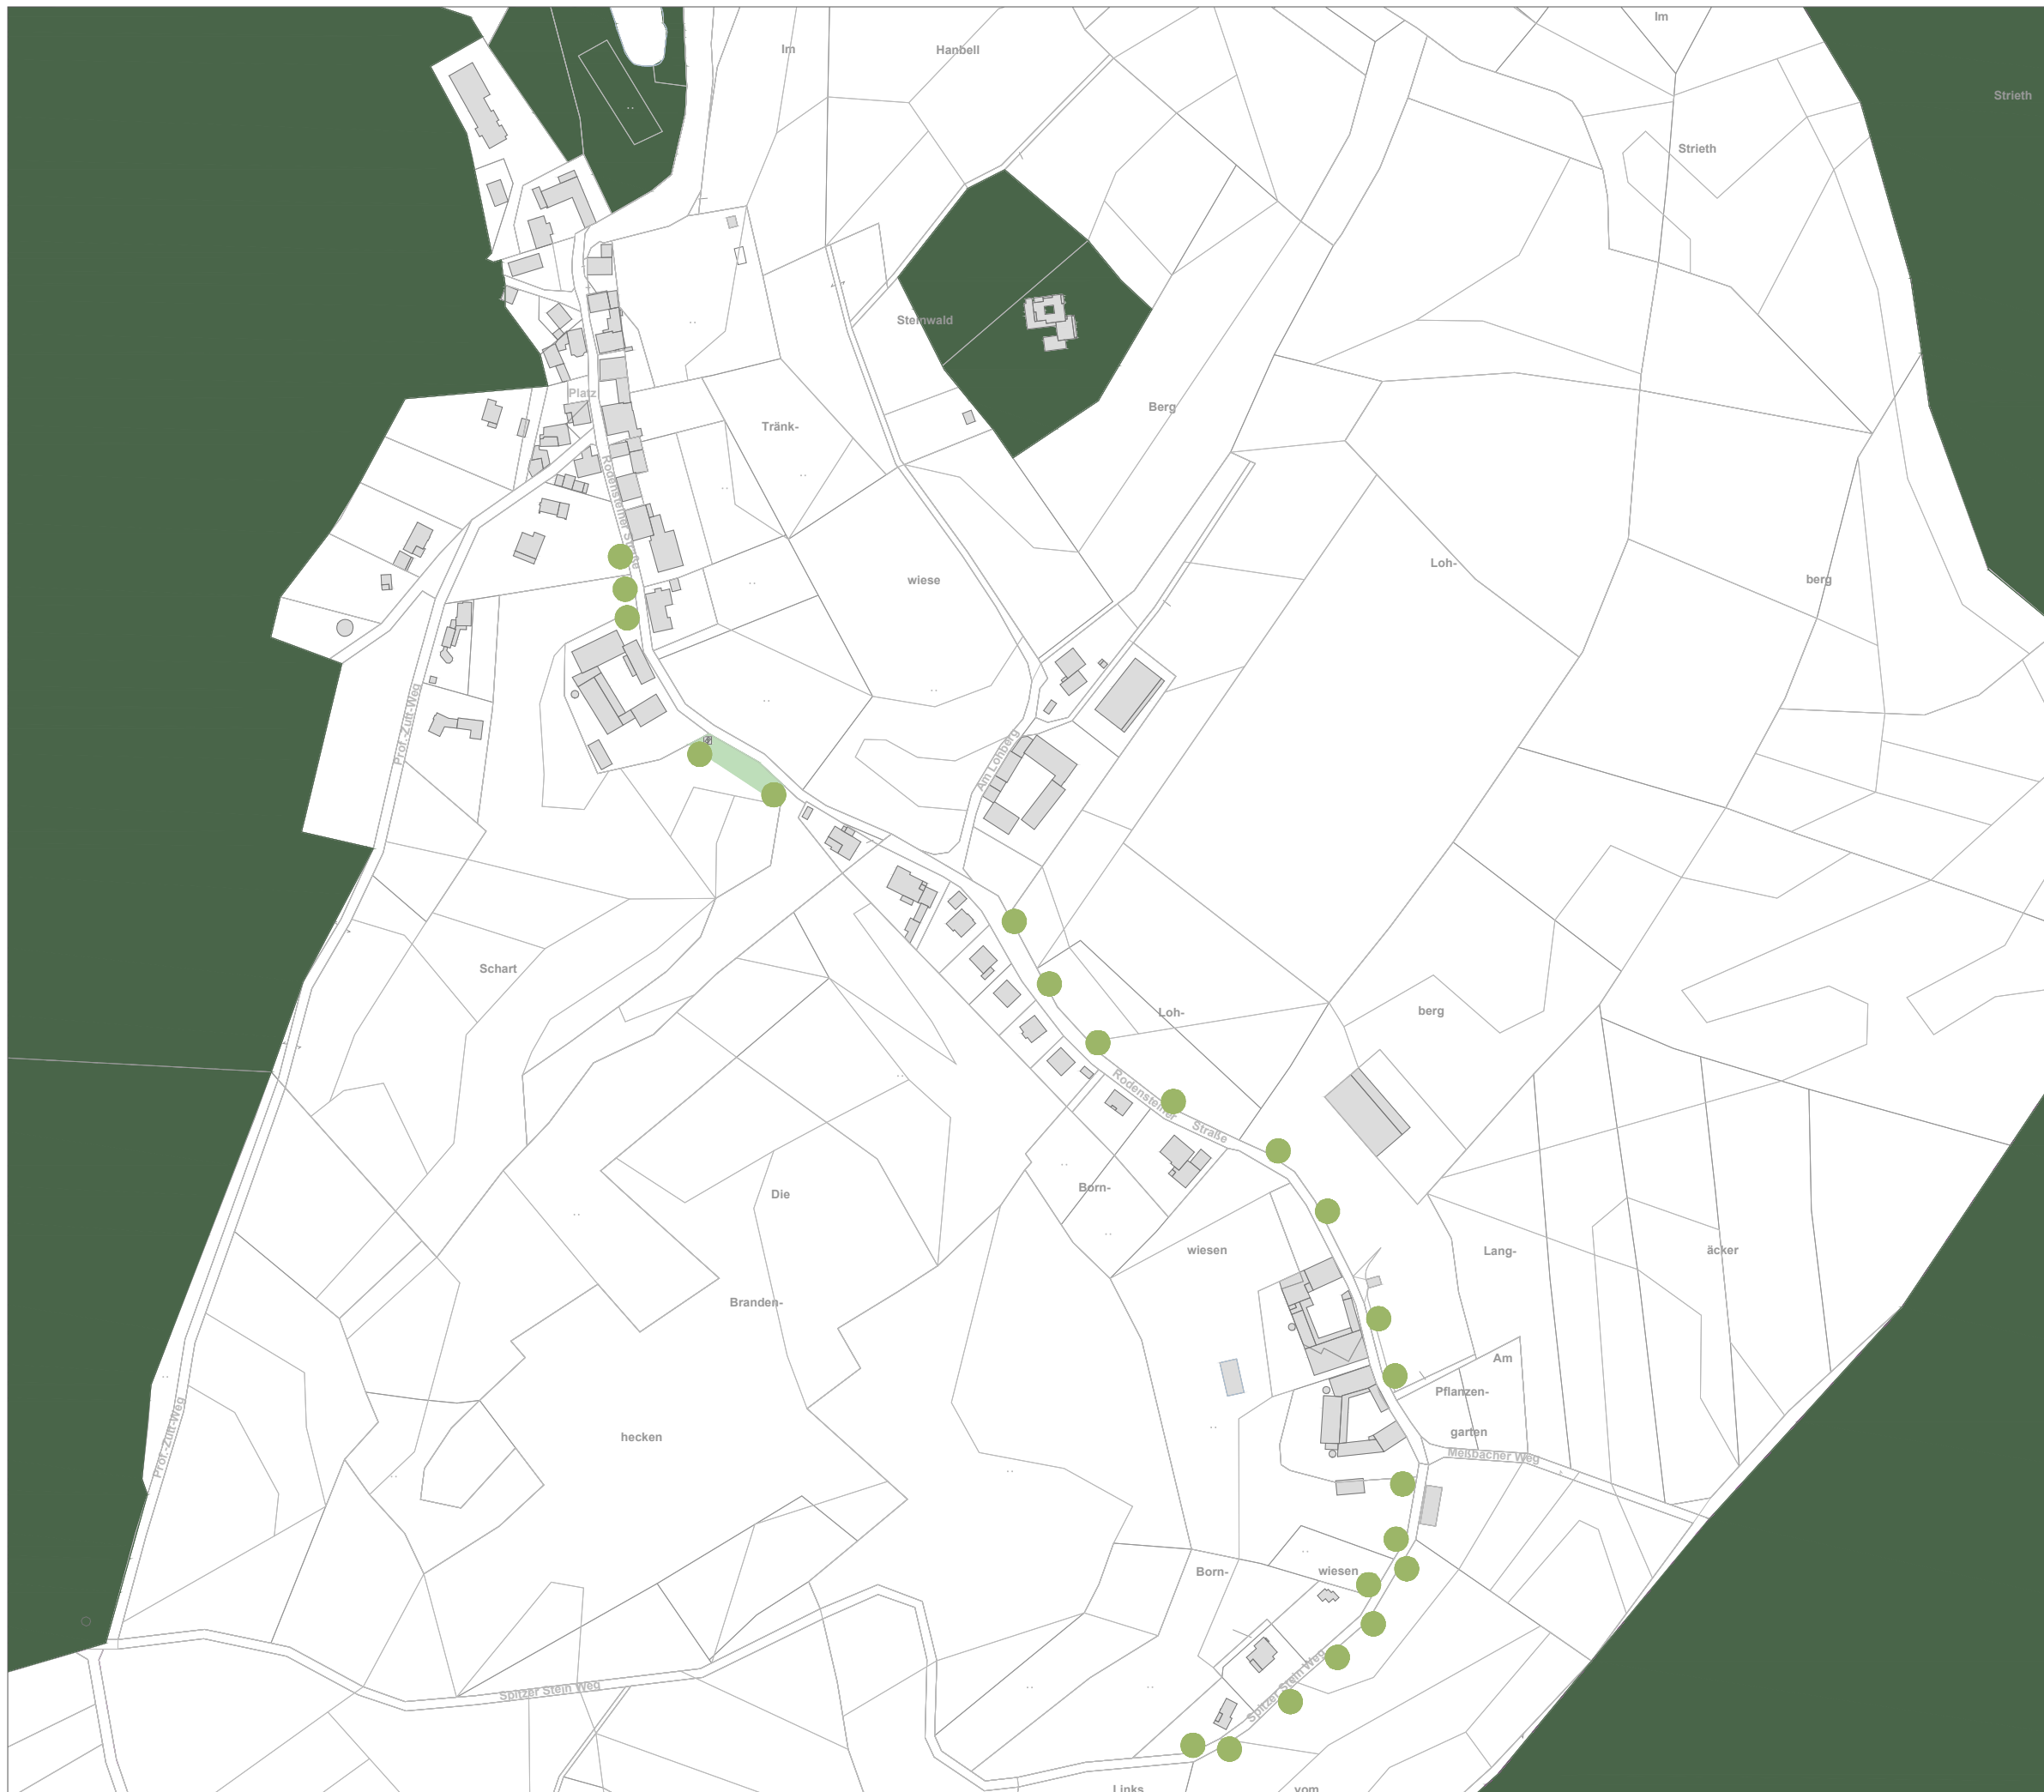 Im
Im
Hanbell
Strieth
Strieth
Steinwald
Platz
Berg
Tränk-
Rodensteiner Straße
Loh-
wiese
berg
Prof.-Zutt-Weg
Am Lohberg
Schart
Loh-
berg
Rodensteiner
Straße
Born-
Die
wiesen
Lang-
äcker
Branden-
Am
Pflanzen-
garten
hecken
Prof.-Zutt-Weg
Meßbacher Weg
Born-
wiesen
Spitzer Stein Weg
Spitzer Stein Weg
Links
vom